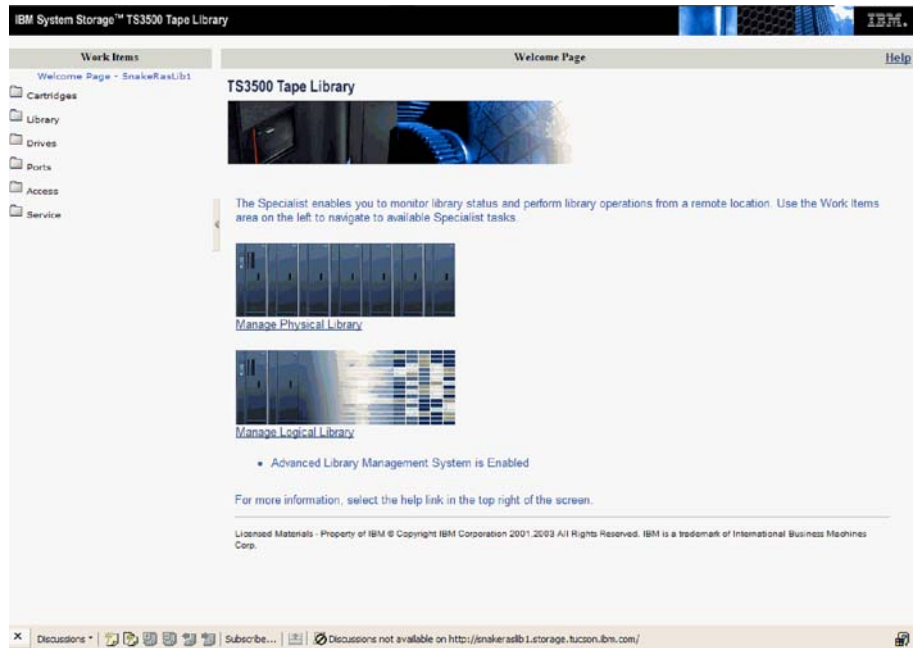 IBM System Storage™ TS3500 Tape Library
IBM.
Work Items
Welcome Page
Help
Welcome Page - SnakeRasLib1
Cartridges
Library
Drives
Ports
Access
Service
TS3500 Tape Library
The Specialist enables you to monitor library status and perform library operations from a remote location. Use the Work Items
area on the left to navigate to available Specialist tasks.
Manage Physical Library
Manage Logical Library
• Advanced Library Management System is Enabled
For more information, select the help link in the top right of the screen.
Licensed Materials - Property of IBM © Copyright IBM Corporation 2001,2003 All Rights Reserved. IBM is a trademark of International Business Machines
Corp.
Discussions
Subscribe...
Discussions not available on http://snakeraslib1.storage.tucson.ibm.com/